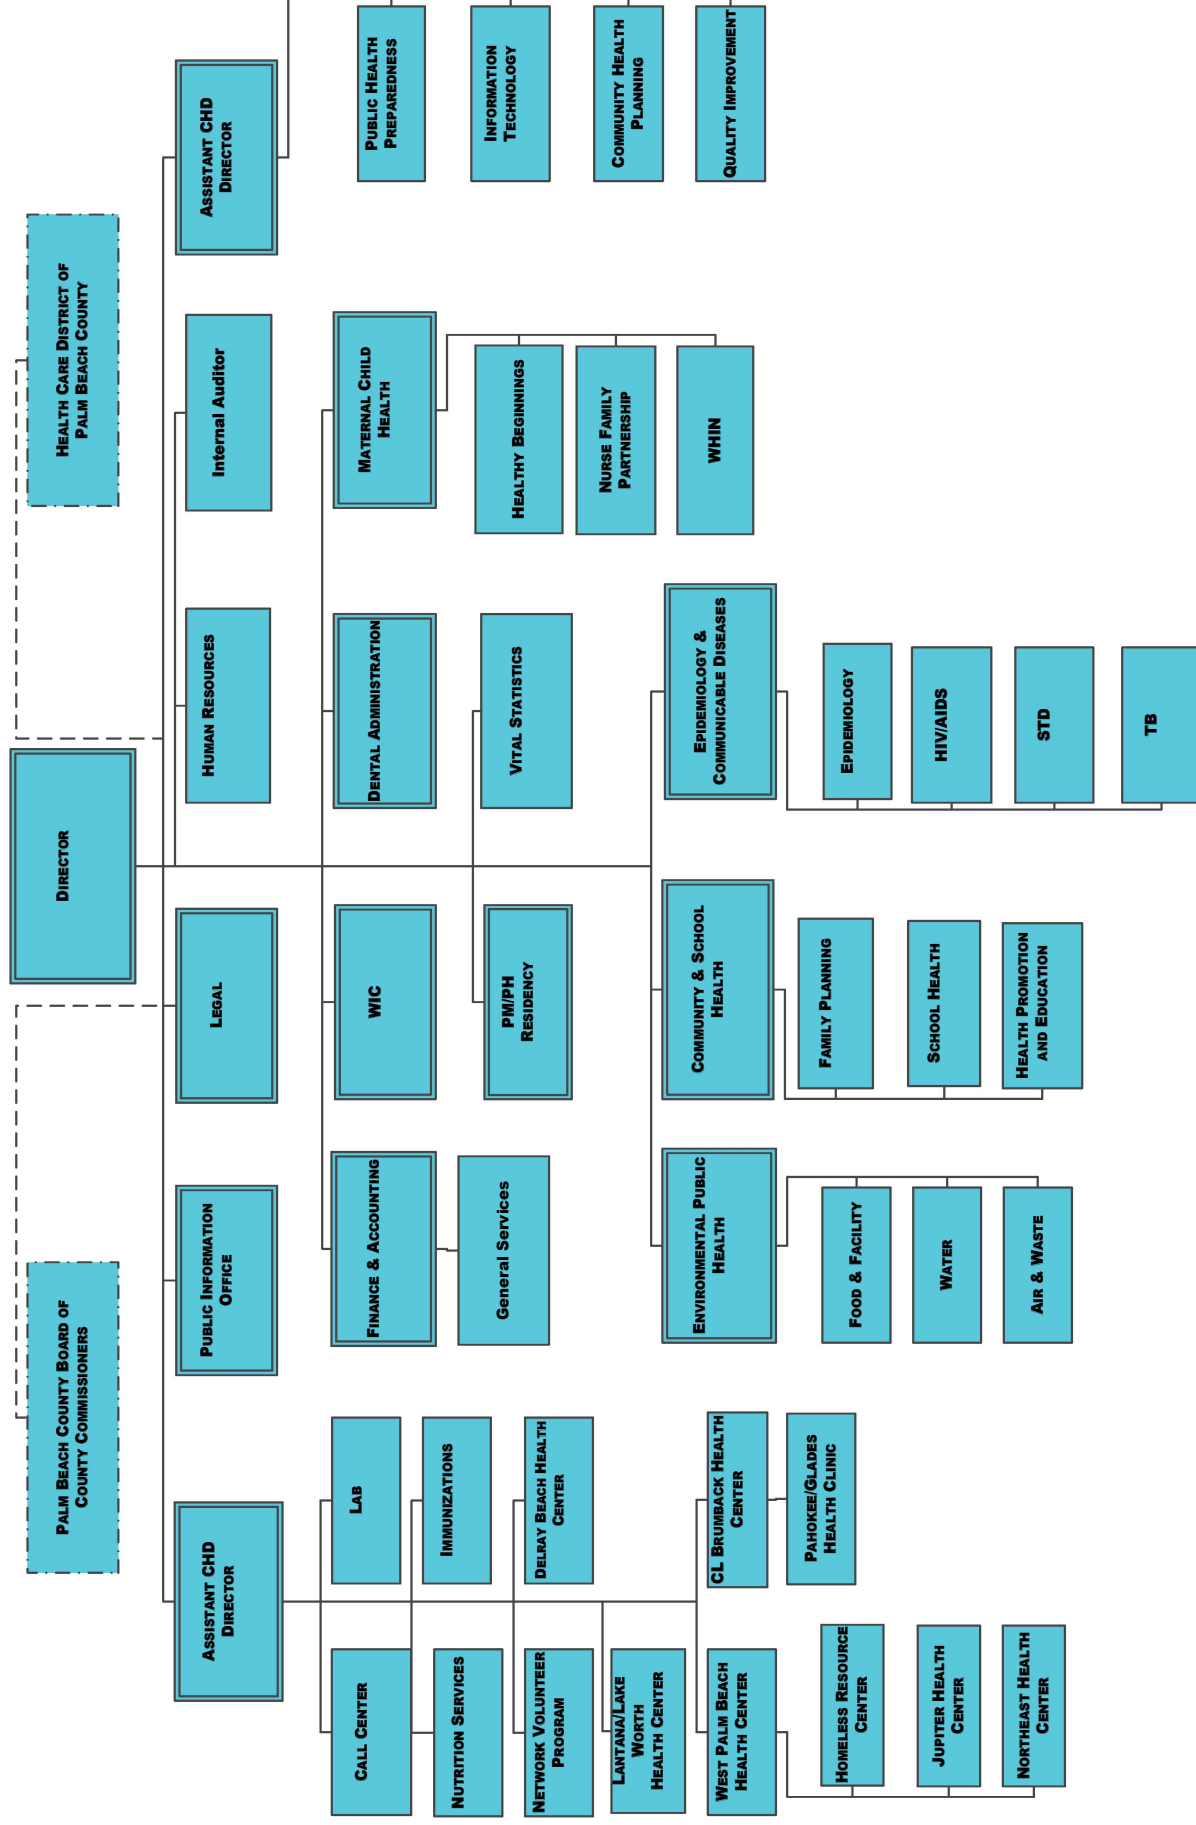 PALM BEACH COUNTY BOARD OF
COUNTY COMMISSIONERS
DIRECTOR
HEALTH CARE DISTRICT OF
PALM BEACH COUNTY
ASSISTANT CHD
DIRECTOR
PUBLIC INFORMATION
OFFICE
LEGAL
HUMAN RESOURCES
Internal Auditor
ASSISTANT CHD
DIRECTOR
CALL CENTER
LAB
NUTRITION SERVICES
IMMUNIZATIONS
NETWORK VOLUNTEER
PROGRAM
DELRAY BEACH HEALTH
CENTER
LANTANA/LAKE
WORTH
HEALTH CENTER
WEST PALM BEACH
HEALTH CENTER
CL BRUMBACK HEALTH
CENTER
PAHOKEE/GLADES
HEALTH CLINIC
HOMELESS RESOURCE
CENTER
JUPITER HEALTH
CENTER
NORTHEAST HEALTH
CENTER
FINANCE & ACCOUNTING
General Services
WIC
DENTAL ADMINISTRATION
MATERNAL CHILD
HEALTH
HEALTHY BEGINNINGS
NURSE FAMILY
PARTNERSHIP
WHIN
PM/PH
RESIDENCY
VITAL STATISTICS
ENVIRONMENTAL PUBLIC
HEALTH
FOOD & FACILITY
WATER
AIR & WASTE
COMMUNITY & SCHOOL
HEALTH
FAMILY PLANNING
SCHOOL HEALTH
HEALTH PROMOTION
AND EDUCATION
EPIDEMIOLOGY &
COMMUNICABLE DISEASES
EPIDEMIOLOGY
HIV/AIDS
STD
TB
PUBLIC HEALTH
PREPAREDNESS
INFORMATION
TECHNOLOGY
COMMUNITY HEALTH
PLANNING
QUALITY IMPROVEMENT